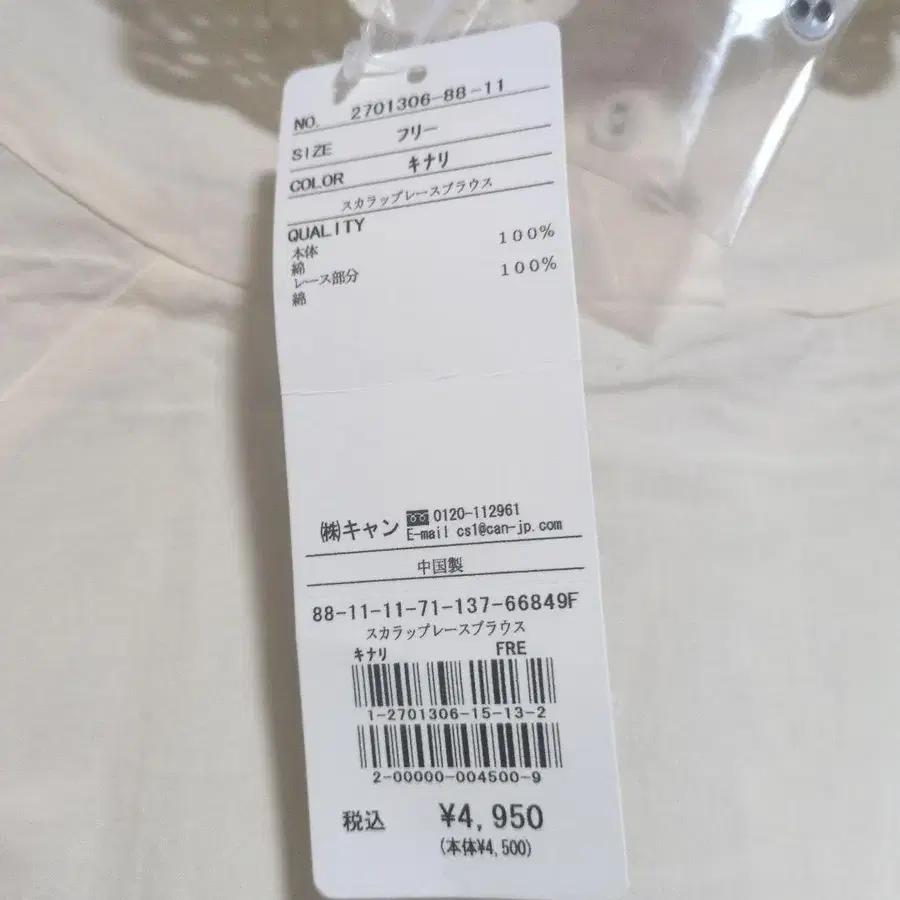 NO. 2701306-88-11
SIZE フリー
COLOR キナリ
スカラップレースブラウス
QUALITY
本体
綿 100%
レース部分
綿 100%
㈱キャン 0120-112961
E-mail cs1@can-jp.com
中国製
88-11-11-71-137-66849F
スカラップレースブラウス
キナリ FRE
1-2701306-15-13-2
2-00000-004500-9
税込 ¥4,950
(本体¥4,500)